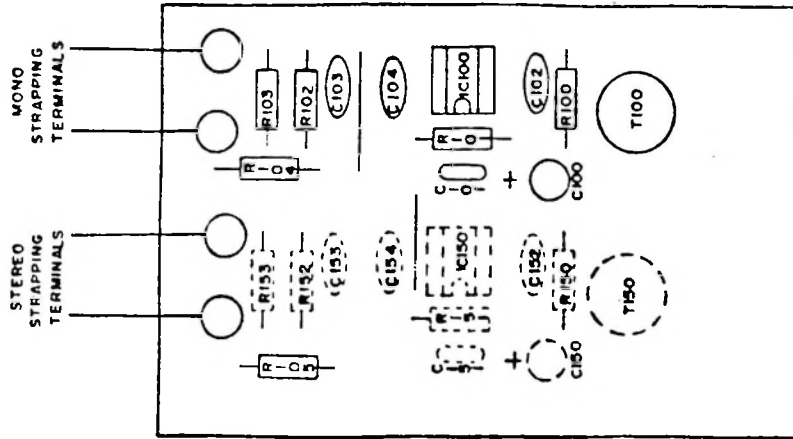 MONO
STRAPPING
TERMINALS
STEREO
STRAPPING
TERMINALS
R103
R102
C103
C104
IC100
C102
R100
T100
R104
R101
C101
+
C100
R153
R152
C153
C154
IC150
C152
R150
T150
R105
R151
C151
+
C150